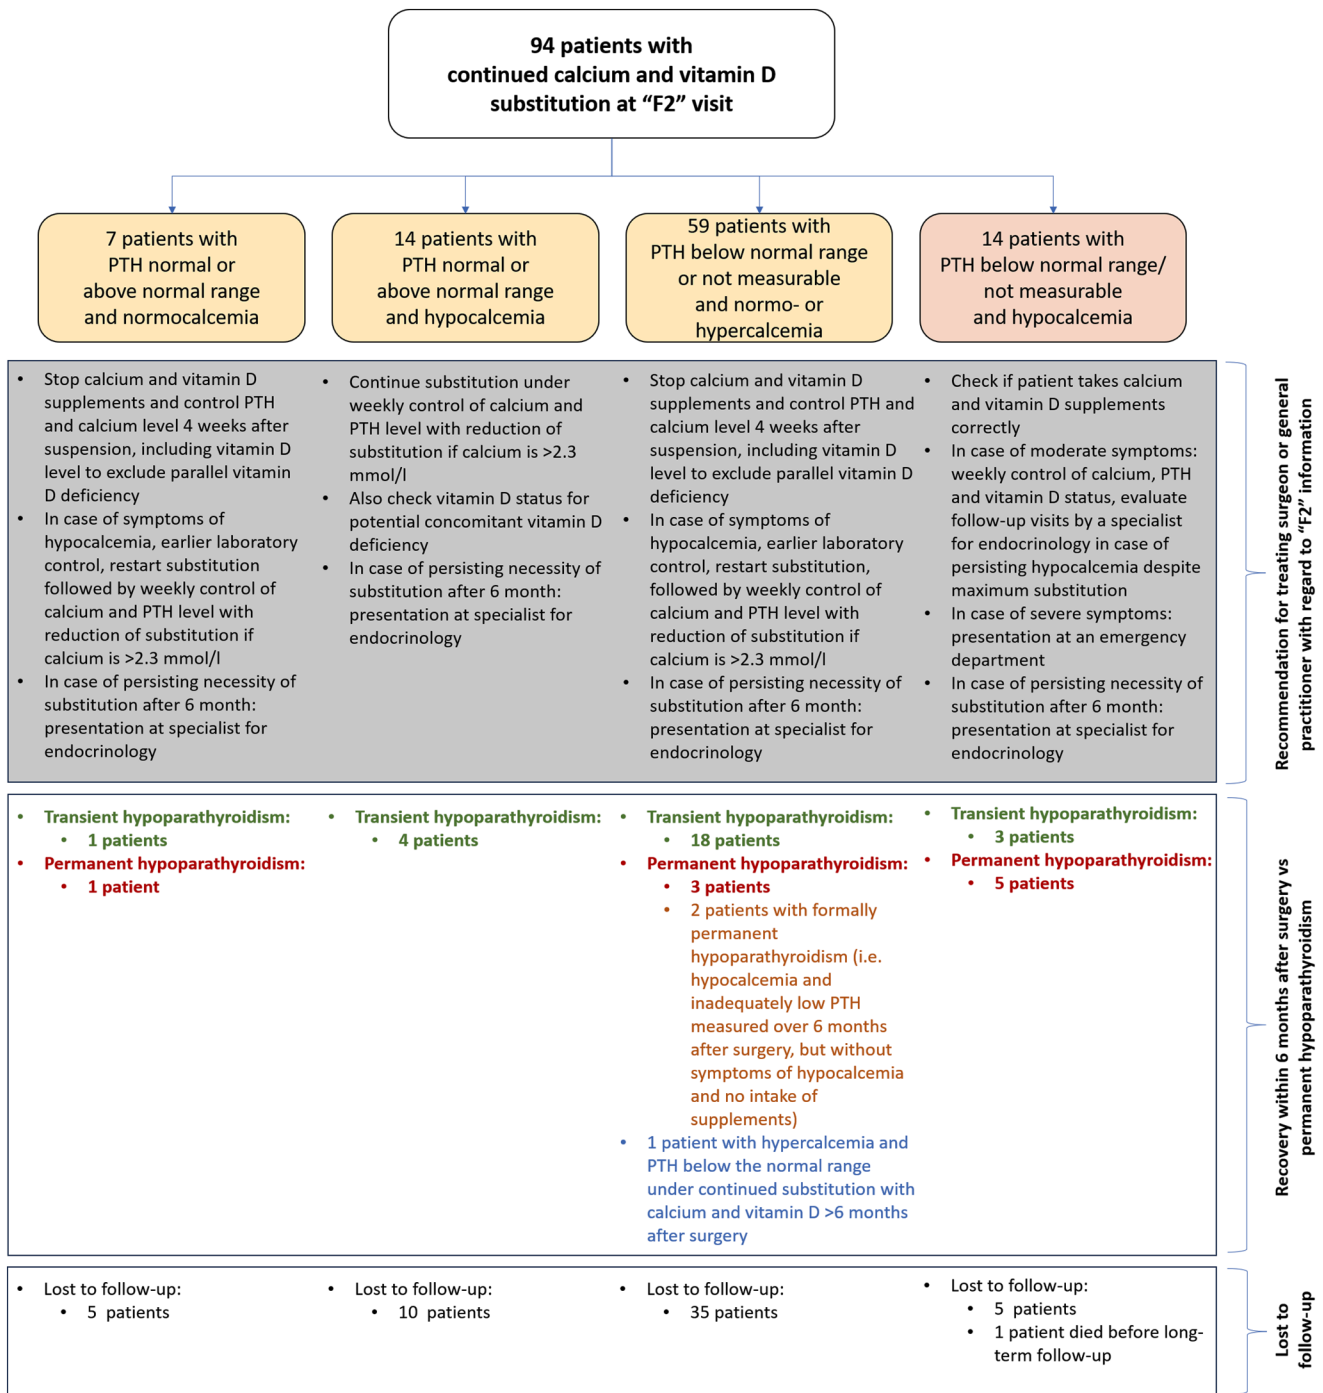 94 patients with
continued calcium and vitamin D
substitution at “F2” visit
7 patients with
PTH normal or
above normal range
and normocalcemia
14 patients with
PTH normal or
above normal range
and hypocalcemia
59 patients with
PTH below normal range
or not measurable
and normo- or
hypercalcemia
14 patients with
PTH below normal range/
not measurable
and hypocalcemia
• Stop calcium and vitamin D
supplements and control PTH
and calcium level 4 weeks after
suspension, including vitamin D
level to exclude parallel vitamin
D deficiency
• In case of symptoms of
hypocalcemia, earlier laboratory
control, restart substitution
followed by weekly control of
calcium and PTH level with
reduction of substitution if
calcium is >2.3 mmol/l
• In case of persisting necessity of
substitution after 6 month:
presentation at specialist for
endocrinology
• Continue substitution under
weekly control of calcium and
PTH level with reduction of
substitution if calcium is >2.3
mmol/l
• Also check vitamin D status for
potential concomitant vitamin D
deficiency
• In case of persisting necessity of
substitution after 6 month:
presentation at specialist for
endocrinology
• Stop calcium and vitamin D
supplements and control PTH and
calcium level 4 weeks after
suspension, including vitamin D
level to exclude parallel vitamin D
deficiency
• In case of symptoms of
hypocalcemia, earlier laboratory
control, restart substitution,
followed by weekly control of
calcium and PTH level with
reduction of substitution if
calcium is >2.3 mmol/l
• In case of persisting necessity of
substitution after 6 month:
presentation at specialist for
endocrinology
• Check if patient takes calcium
and vitamin D supplements
correctly
• In case of moderate symptoms:
weekly control of calcium, PTH
and vitamin D status, evaluate
follow-up visits by a specialist
for endocrinology in case of
persisting hypocalcemia despite
maximum substitution
• In case of severe symptoms:
presentation at an emergency
department
• In case of persisting necessity of
substitution after 6 month:
presentation at specialist for
endocrinology
Recommendation for treating surgeon or general
practitioner with regard to “F2” information
• Transient hypoparathyroidism:
• 1 patients
• Permanent hypoparathyroidism:
• 1 patient
• Transient hypoparathyroidism:
• 4 patients
• Transient hypoparathyroidism:
• 18 patients
• Permanent hypoparathyroidism:
• 3 patients
• 2 patients with formally
permanent
hypoparathyroidism (i.e.
hypocalcemia and
inadequately low PTH
measured over 6 months
after surgery, but without
symptoms of hypocalcemia
and no intake of
supplements)
• 1 patient with hypercalcemia and
PTH below the normal range
under continued substitution with
calcium and vitamin D >6 months
after surgery
• Transient hypoparathyroidism:
• 3 patients
• Permanent hypoparathyroidism:
• 5 patients
Recovery within 6 months after surgery vs
permanent hypoparathyroidism
• Lost to follow-up:
• 5 patients
• Lost to follow-up:
• 10 patients
• Lost to follow-up:
• 35 patients
• Lost to follow-up:
• 5 patients
• 1 patient died before long-
term follow-up
Lost to
follow-up